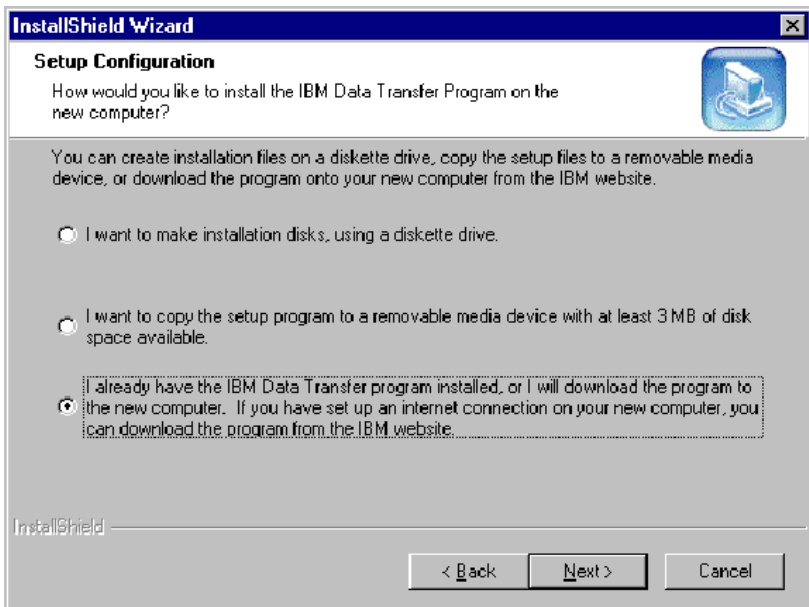 InstallShield Wizard
Setup Configuration
How would you like to install the IBM Data Transfer Program on the
new computer?
You can create installation files on a diskette drive, copy the setup files to a removable media
device, or download the program onto your new computer from the IBM website.
I want to make installation disks, using a diskette drive.
I want to copy the setup program to a removable media device with at least 3 MB of disk
space available.
I already have the IBM Data Transfer program installed, or I will download the program to
the new computer.  If you have set up an internet connection on your new computer, you
can download the program from the IBM website.
InstallShield
< Back
Next >
Cancel